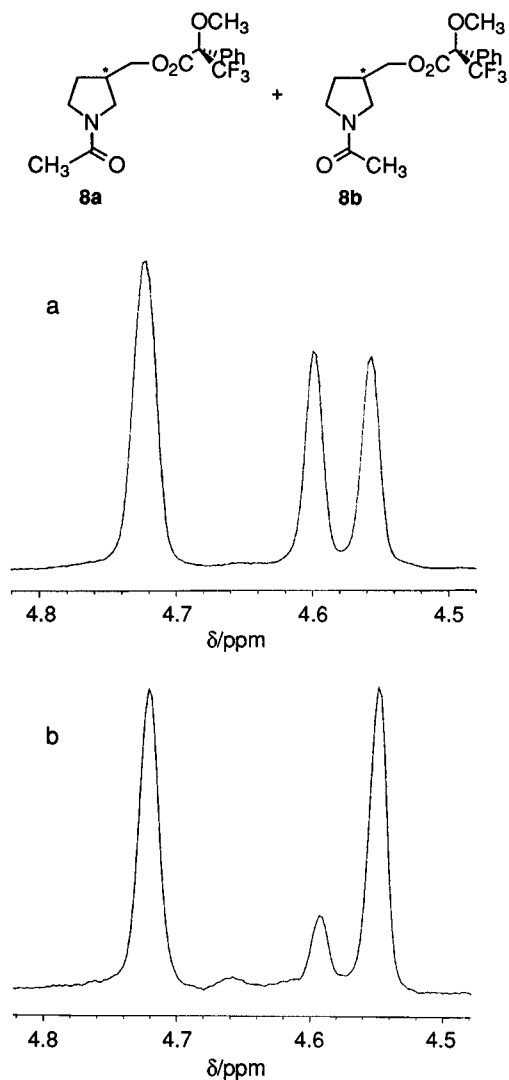 OCH3 OCH3
* O2C Ph CF3 + * O2C Ph CF3
N N
CH3 O O CH3
8a 8b
a
4.8 4.7 4.6 4.5
δ/ppm
b
4.8 4.7 4.6 4.5
δ/ppm